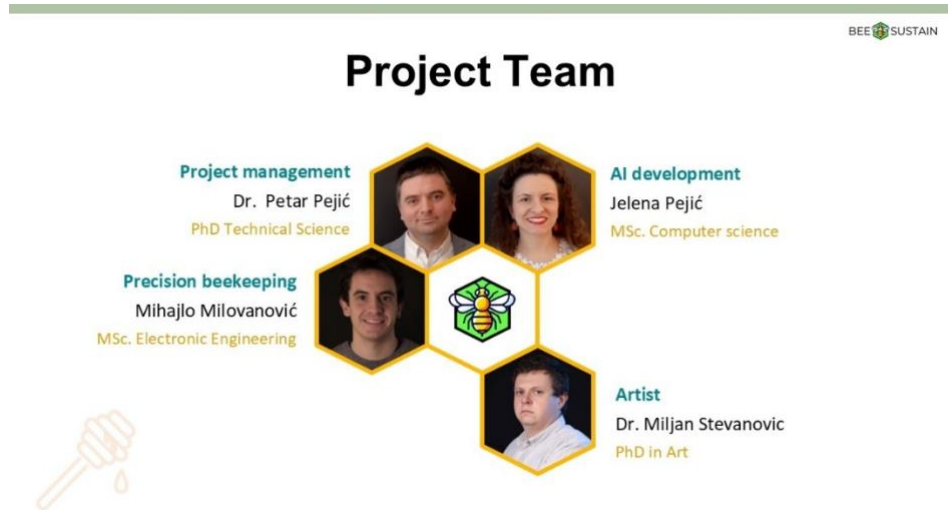 BEE SUSTAIN
Project Team
Project management
Dr. Petar Pejić
PhD Technical Science
AI development
Jelena Pejić
MSc. Computer science
Precision beekeeping
Mihajlo Milovanović
MSc. Electronic Engineering
Artist
Dr. Miljan Stevanovic
PhD in Art